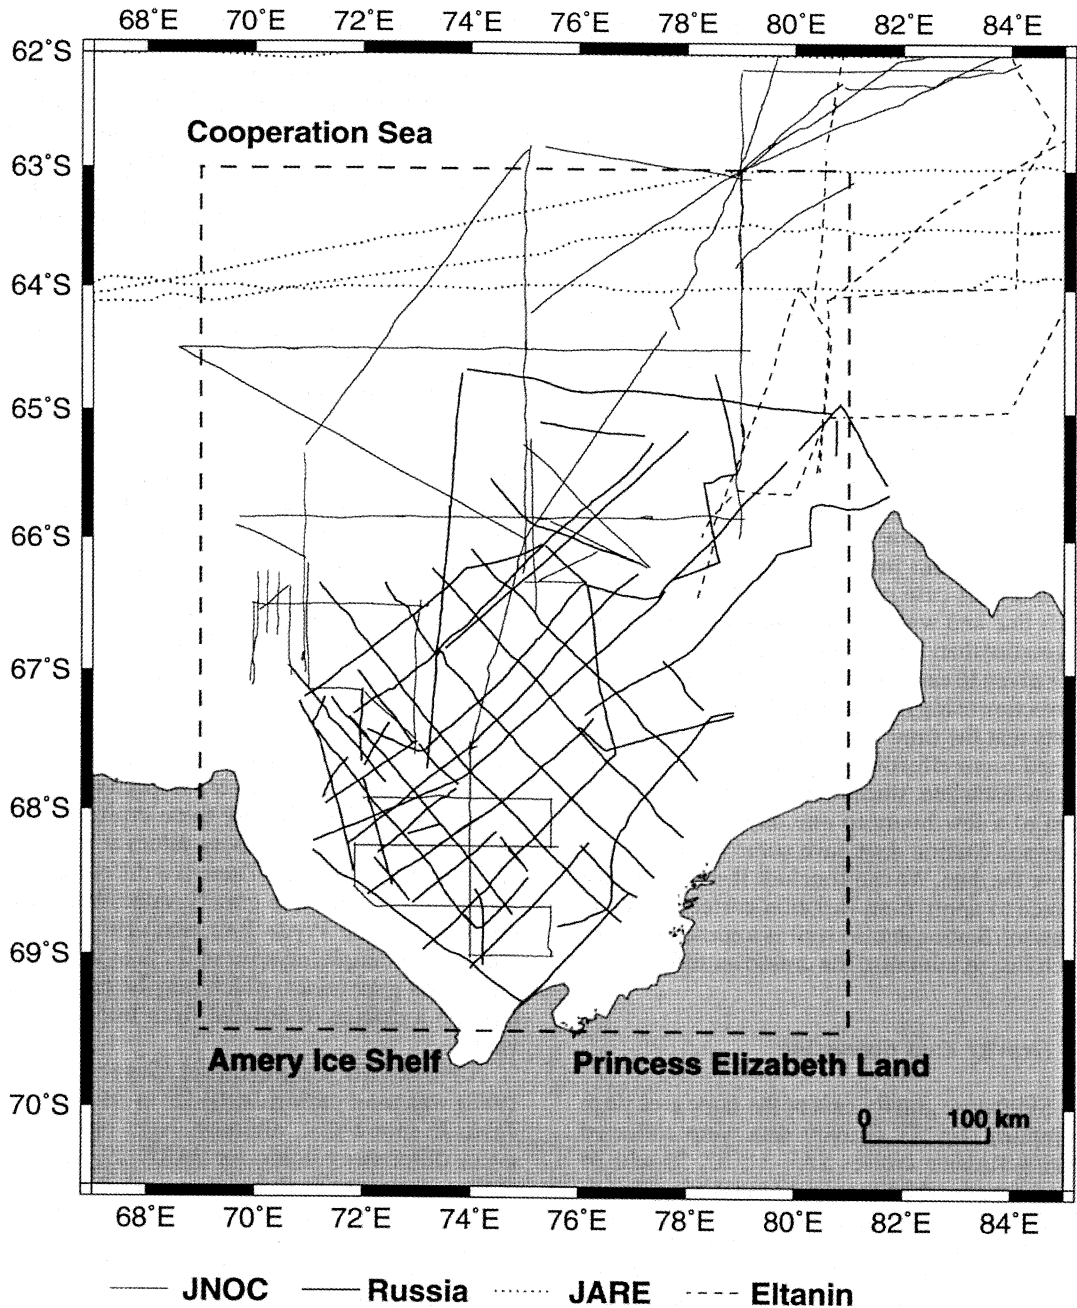 68°E 70°E 72°E 74°E 76°E 78°E 80°E 82°E 84°E
62°S
Cooperation Sea
63°S
64°S
65°S
66°S
67°S
68°S
69°S
Amery Ice Shelf Princess Elizabeth Land
70°S
0 100 km
68°E 70°E 72°E 74°E 76°E 78°E 80°E 82°E 84°E
JNOC Russia JARE Eltanin